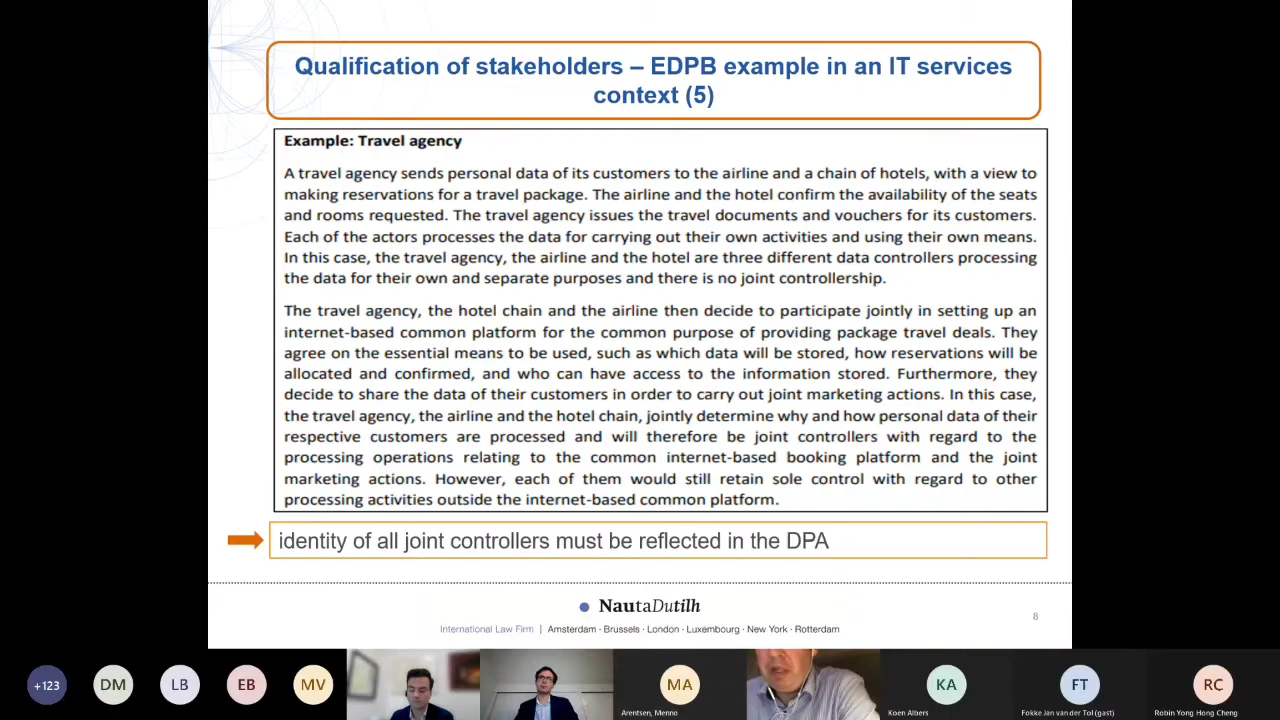 Qualification of stakeholders – EDPB example in an IT services
context (5)
Example: Travel agency
A travel agency sends personal data of its customers to the airline and a chain of hotels, with a view to
making reservations for a travel package. The airline and the hotel confirm the availability of the seats
and rooms requested. The travel agency issues the travel documents and vouchers for its customers.
Each of the actors processes the data for carrying out their own activities and using their own means.
In this case, the travel agency, the airline and the hotel are three different data controllers processing
the data for their own and separate purposes and there is no joint controllership.
The travel agency, the hotel chain and the airline then decide to participate jointly in setting up an
internet-based common platform for the common purpose of providing package travel deals. They
agree on the essential means to be used, such as which data will be stored, how reservations will be
allocated and confirmed, and who can have access to the information stored. Furthermore, they
decide to share the data of their customers in order to carry out joint marketing actions. In this case,
the travel agency, the airline and the hotel chain, jointly determine why and how personal data of their
respective customers are processed and will therefore be joint controllers with regard to the
processing operations relating to the common internet-based booking platform and the joint
marketing actions. However, each of them would still retain sole control with regard to other
processing activities outside the internet-based common platform.
identity of all joint controllers must be reflected in the DPA
NautaDutilh
International Law Firm | Amsterdam · Brussels · London · Luxembourg · New York · Rotterdam
8
+123 DM LB EB MV MA KA FT RC
Arentsen, Menno Koen Albers Fokke Jan van der Tol (gast) Robin Yong Hong Cheng